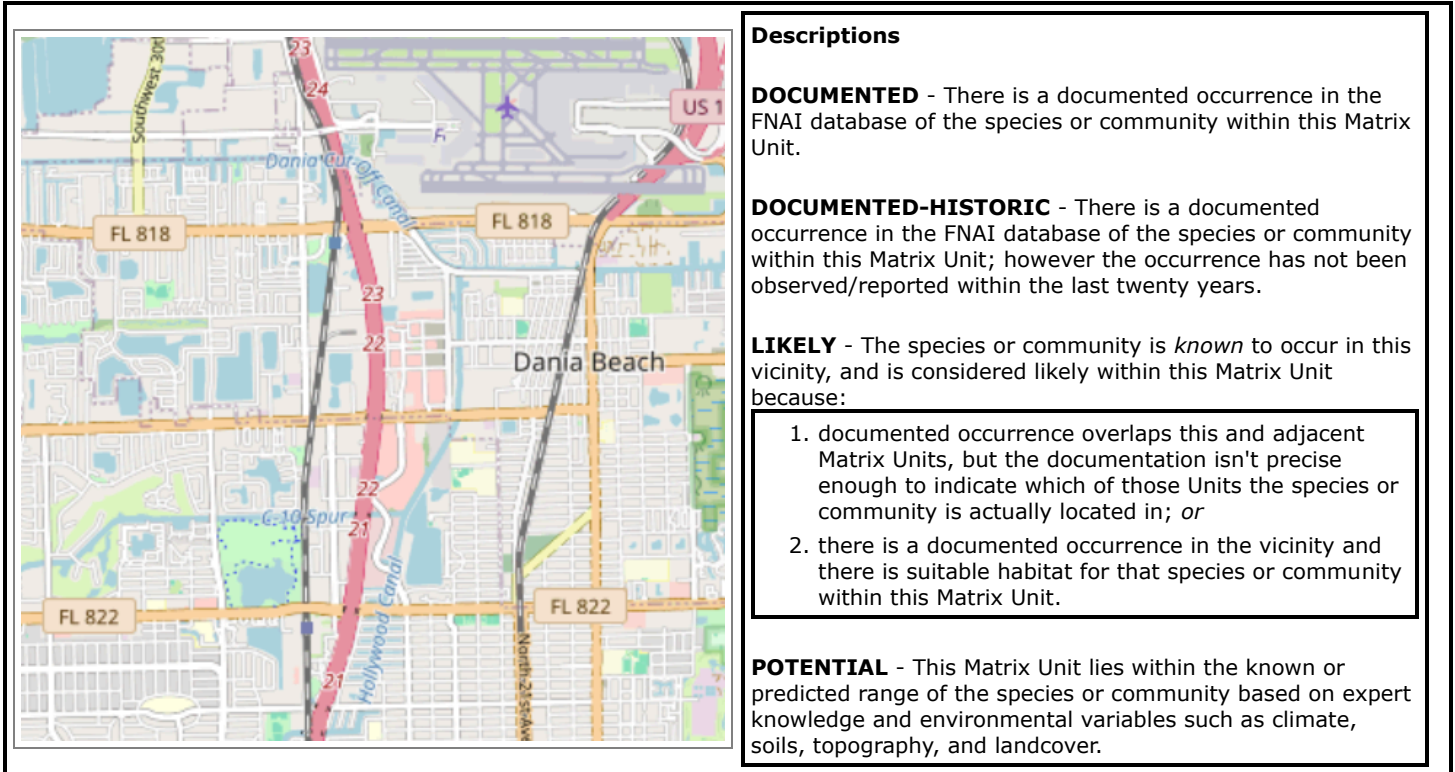 23
24
Southwest 30
US 1
Dania Cut-Off Canal
FL 818
FL 818
23
22
Dania Beach
22
C-10 Spur
21
FL 822
FL 822
Hollywood Canal
North 21st Ave
21
Descriptions
DOCUMENTED - There is a documented occurrence in the
FNAI database of the species or community within this Matrix
Unit.
DOCUMENTED-HISTORIC - There is a documented
occurrence in the FNAI database of the species or community
within this Matrix Unit; however the occurrence has not been
observed/reported within the last twenty years.
LIKELY - The species or community is known to occur in this
vicinity, and is considered likely within this Matrix Unit
because:
1. documented occurrence overlaps this and adjacent
Matrix Units, but the documentation isn't precise
enough to indicate which of those Units the species or
community is actually located in; or
2. there is a documented occurrence in the vicinity and
there is suitable habitat for that species or community
within this Matrix Unit.
POTENTIAL - This Matrix Unit lies within the known or
predicted range of the species or community based on expert
knowledge and environmental variables such as climate,
soils, topography, and landcover.